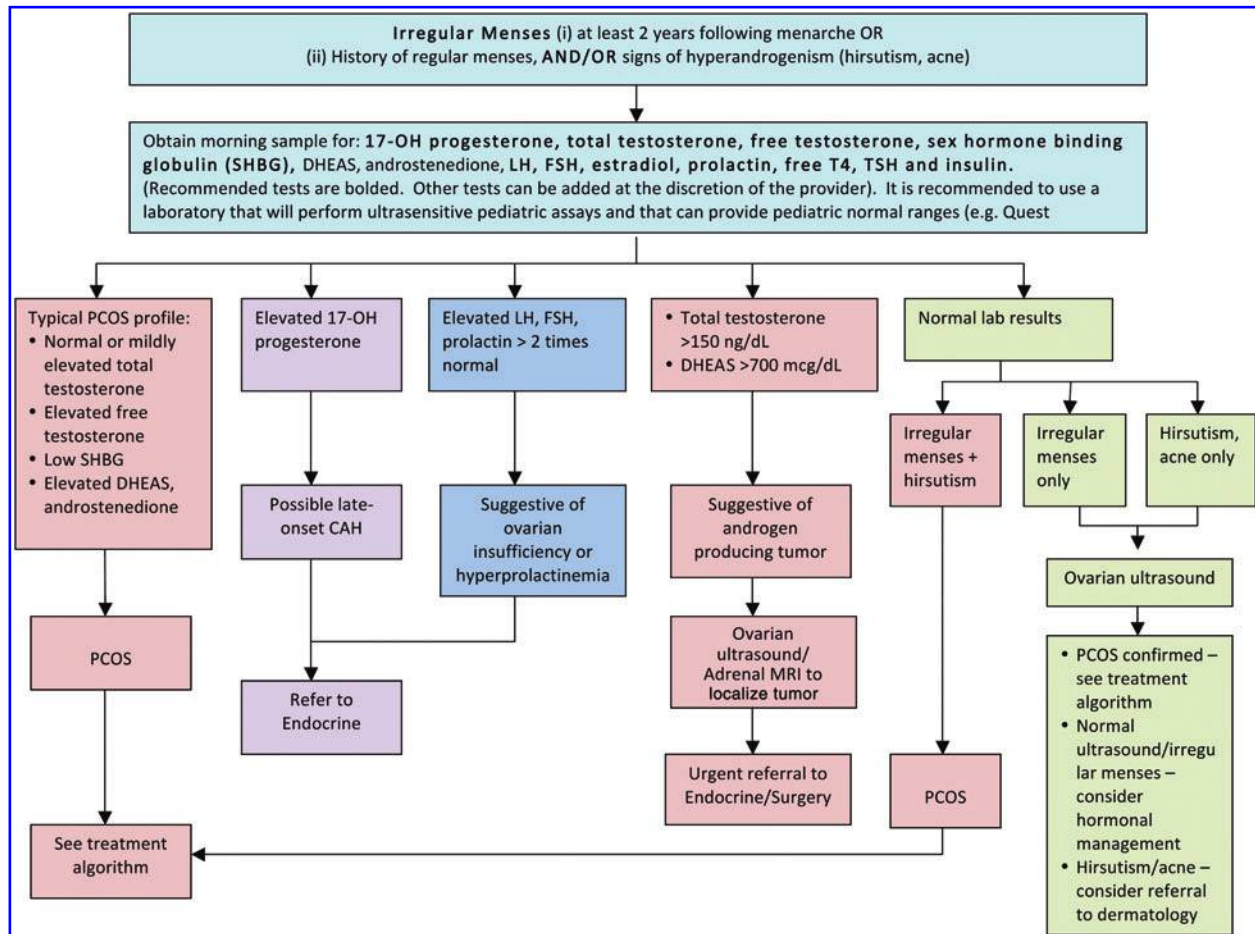 Irregular Menses (i) at least 2 years following menarche OR
(ii) History of regular menses, AND/OR signs of hyperandrogenism (hirsutism, acne)
Obtain morning sample for: 17-OH progesterone, total testosterone, free testosterone, sex hormone binding
globulin (SHBG), DHEAS, androstenedione, LH, FSH, estradiol, prolactin, free T4, TSH and insulin.
(Recommended tests are bolded. Other tests can be added at the discretion of the provider). It is recommended to use a
laboratory that will perform ultrasensitive pediatric assays and that can provide pediatric normal ranges (e.g. Quest
Typical PCOS profile:
• Normal or mildly
elevated total
testosterone
• Elevated free
testosterone
• Low SHBG
• Elevated DHEAS,
androstenedione
PCOS
See treatment
algorithm
Elevated 17-OH
progesterone
Possible late-
onset CAH
Refer to
Endocrine
Elevated LH, FSH,
prolactin > 2 times
normal
Suggestive of
ovarian
insufficiency or
hyperprolactinemia
• Total testosterone
>150 ng/dL
• DHEAS >700 mcg/dL
Suggestive of
androgen
producing tumor
Ovarian
ultrasound/
Adrenal MRI to
localize tumor
Urgent referral to
Endocrine/Surgery
Normal lab results
Irregular
menses +
hirsutism
PCOS
Irregular
menses
only
Hirsutism,
acne only
Ovarian ultrasound
• PCOS confirmed –
see treatment
algorithm
• Normal
ultrasound/irregu
lar menses –
consider
hormonal
management
• Hirsutism/acne –
consider referral
to dermatology